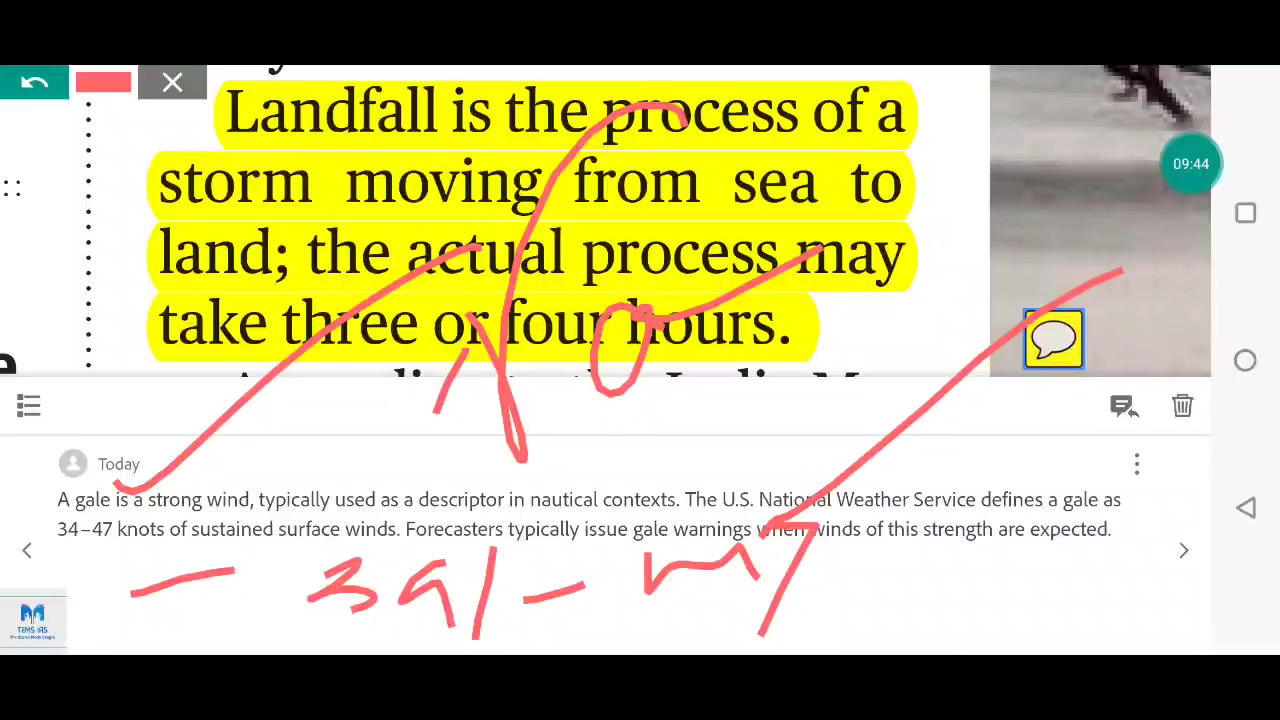 Landfall is the process of a
storm moving from sea to
land; the actual process may
take three or four hours.
09:44
Today
A gale is a strong wind, typically used as a descriptor in nautical contexts. The U.S. National Weather Service defines a gale as
34–47 knots of sustained surface winds. Forecasters typically issue gale warnings when winds of this strength are expected.
TEMS IAS